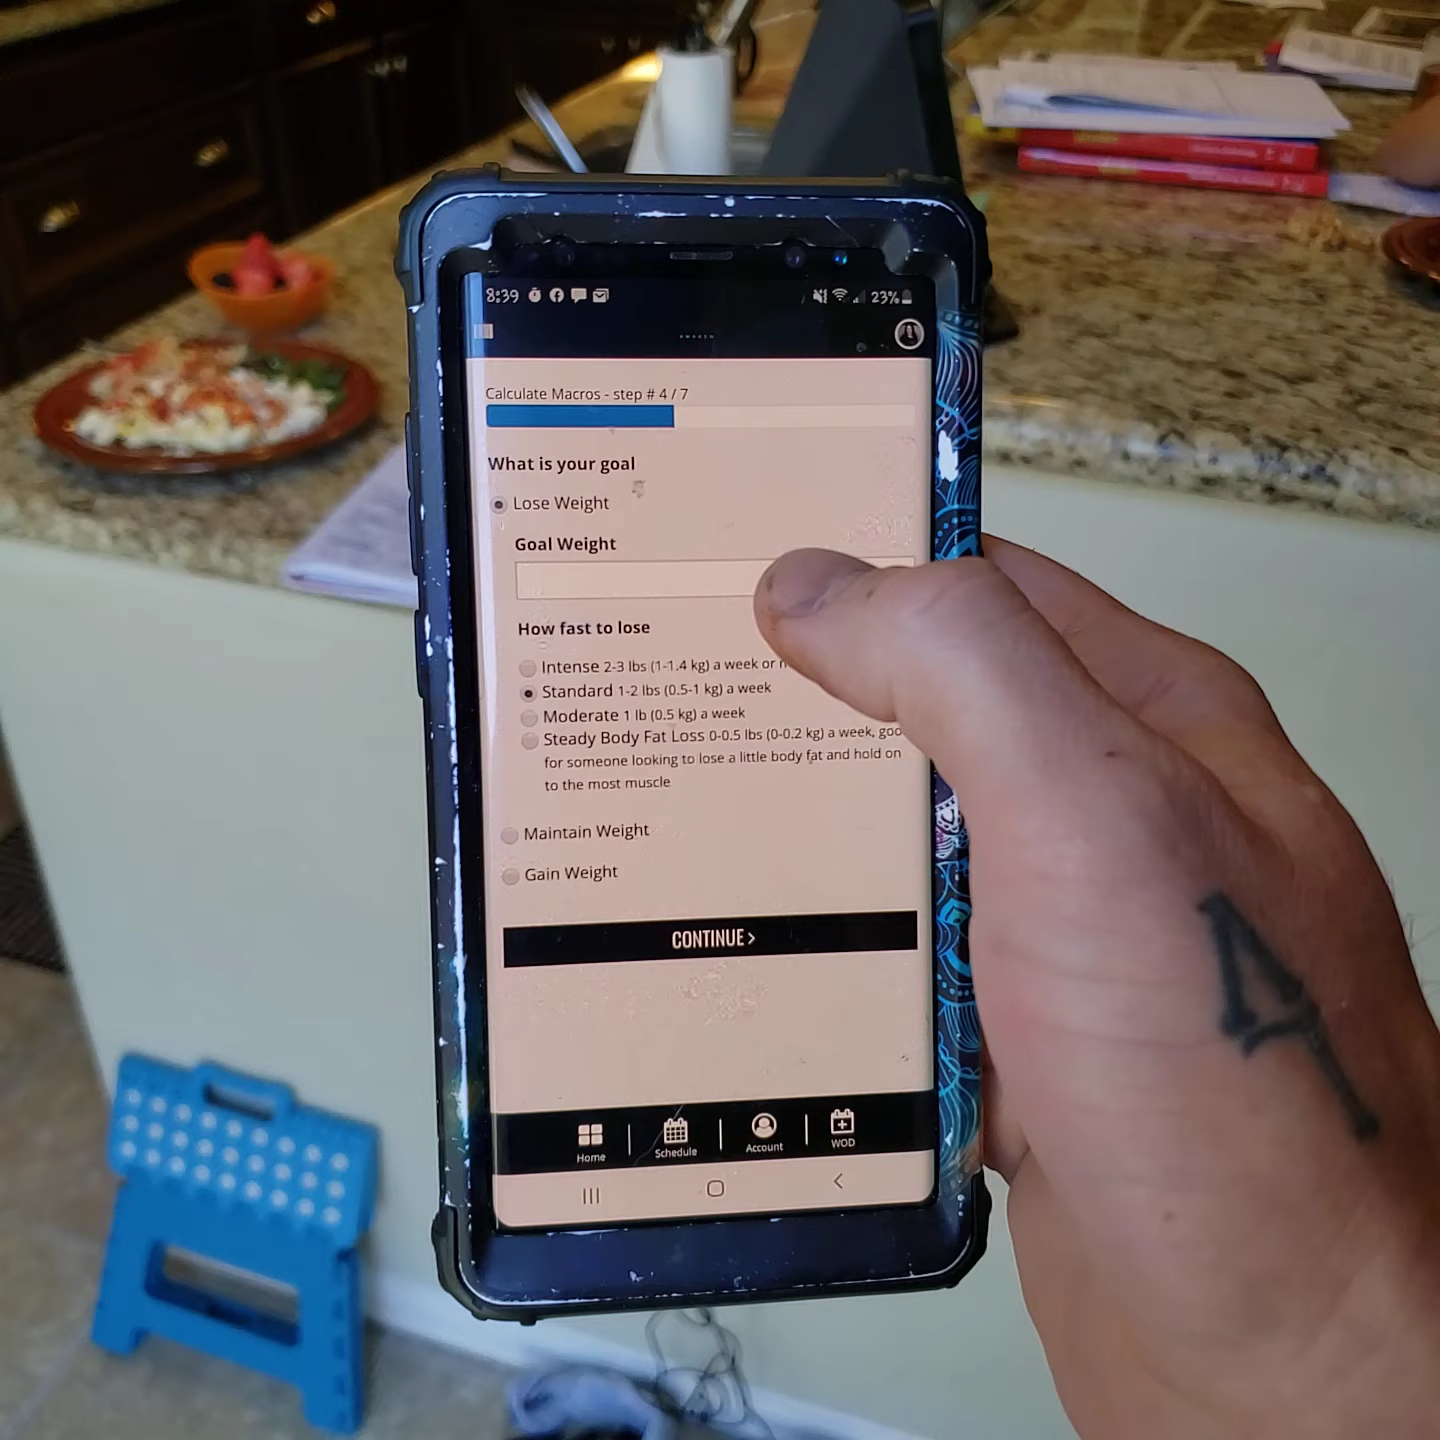 8:39
23%
AWAKEN
Calculate Macros - step # 4 / 7
What is your goal
Lose Weight
Goal Weight
How fast to lose
Intense 2-3 lbs (1-1.4 kg) a week or
Standard 1-2 lbs (0.5-1 kg) a week
Moderate 1 lb (0.5 kg) a week
Steady Body Fat Loss 0-0.5 lbs (0-0.2 kg) a week, goo
for someone looking to lose a little body fat and hold on
to the most muscle
Maintain Weight
Gain Weight
CONTINUE >
Home
Schedule
Account
WOD